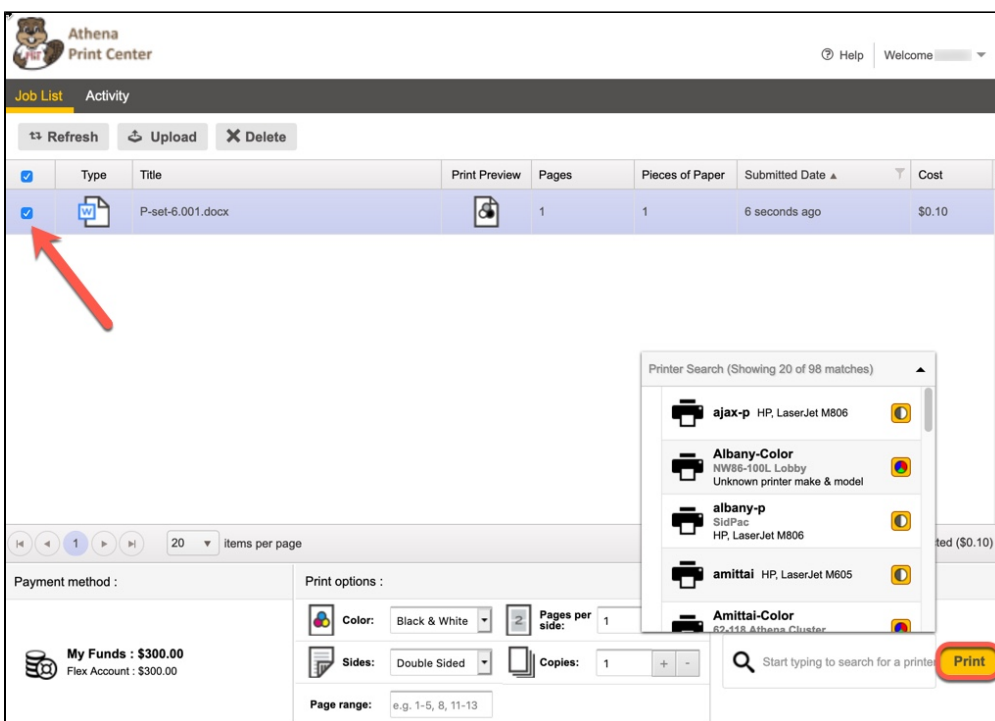 Athena
Print Center
Help Welcome
Job List Activity
Refresh Upload Delete
Type Title Print Preview Pages Pieces of Paper Submitted Date Cost
P-set-6.001.docx 1 1 6 seconds ago $0.10
Printer Search (Showing 20 of 98 matches)
ajax-p HP, LaserJet M806
Albany-Color
NW86-100L Lobby
Unknown printer make & model
albany-p
SidPac
HP, LaserJet M806
amittai HP, LaserJet M605
Amittai-Color
62-118 Athena Cluster
1 20 items per page ted ($0.10)
Payment method :
My Funds : $300.00
Flex Account : $300.00
Print options :
Color: Black & White 2 Pages per side: 1
Sides: Double Sided Copies: 1 + -
Page range: e.g. 1-5, 8, 11-13
Start typing to search for a printer Print